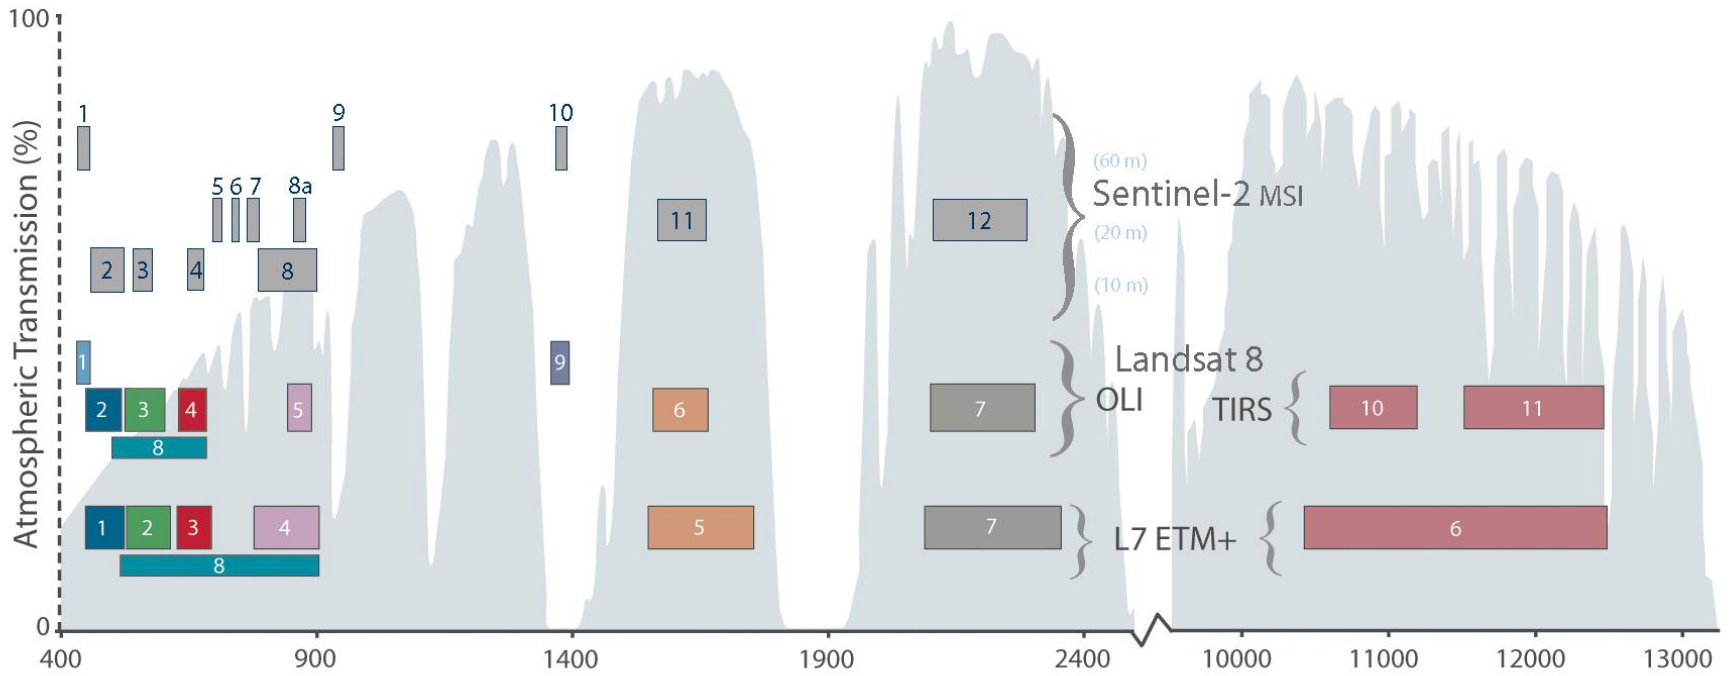 100
Atmospheric Transmission (%)
0
1
9
10
(60 m)
Sentinel-2 MSI
5 6 7 8a
11
12
(20 m)
2 3 4 8
(10 m)
1
9
Landsat 8
2 3 4 5 6 7
OLI
TIRS
10
11
8
1 2 3 4 5 7
L7 ETM+
6
8
400 900 1400 1900 2400 10000 11000 12000 13000